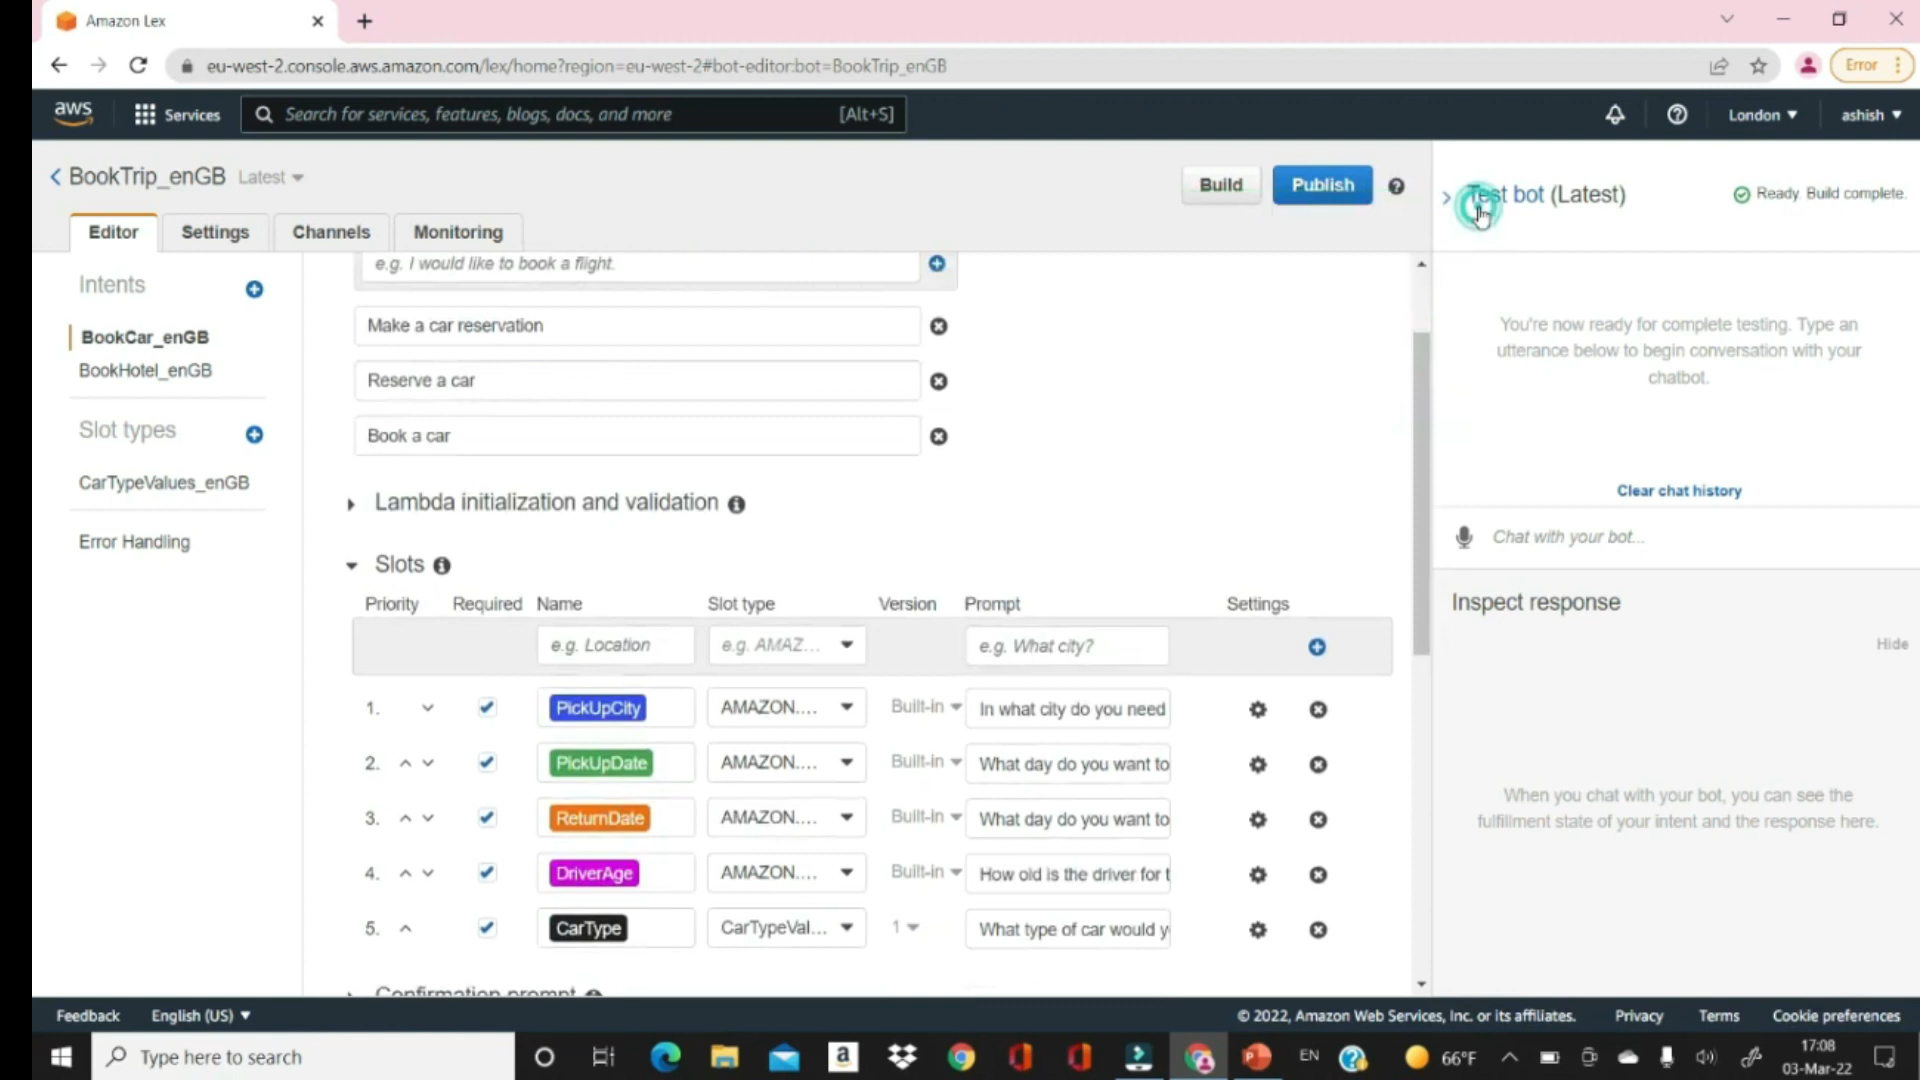 Amazon Lex
eu-west-2.console.aws.amazon.com/lex/home?region=eu-west-2#bot-editor:bot=BookTrip_enGB
Error
aws
Services
Search for services, features, blogs, docs, and more
[Alt+S]
London
ashish
BookTrip_enGB Latest
Build
Publish
Test bot (Latest)
Ready. Build complete.
Editor
Settings
Channels
Monitoring
Intents
BookCar_enGB
BookHotel_enGB
Slot types
CarTypeValues_enGB
Error Handling
e.g. I would like to book a flight.
Make a car reservation
Reserve a car
Book a car
Lambda initialization and validation
Slots
Priority Required Name Slot type Version Prompt Settings
e.g. Location e.g. AMAZ... e.g. What city?
1. PickUpCity AMAZON.... Built-in In what city do you need
2. PickUpDate AMAZON.... Built-in What day do you want to
3. ReturnDate AMAZON.... Built-in What day do you want to
4. DriverAge AMAZON.... Built-in How old is the driver for t
5. CarType CarTypeVal... 1 What type of car would y
Confirmation prompt
You're now ready for complete testing. Type an
utterance below to begin conversation with your
chatbot.
Clear chat history
Chat with your bot...
Inspect response
Hide
When you chat with your bot, you can see the
fulfillment state of your intent and the response here.
Feedback
English (US)
© 2022, Amazon Web Services, Inc. or its affiliates.
Privacy
Terms
Cookie preferences
Type here to search
a
EN
66°F
17:08
03-Mar-22